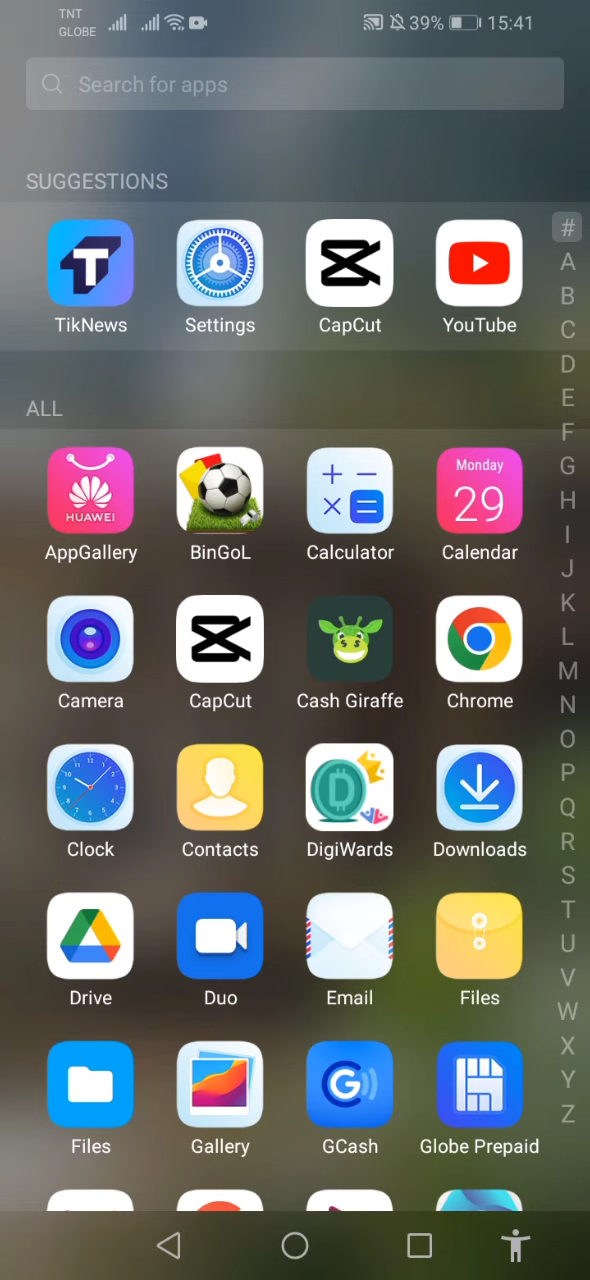 TNT
GLOBE
39% 15:41
Search for apps
SUGGESTIONS
TikNews Settings CapCut YouTube
ALL
HUAWEI
Monday
29
AppGallery BinGoL Calculator Calendar
Camera CapCut Cash Giraffe Chrome
Clock Contacts DigiWards Downloads
Drive Duo Email Files
Files Gallery GCash Globe Prepaid
#
A
B
C
D
E
F
G
H
I
J
K
L
M
N
O
P
Q
R
S
T
U
V
W
X
Y
Z